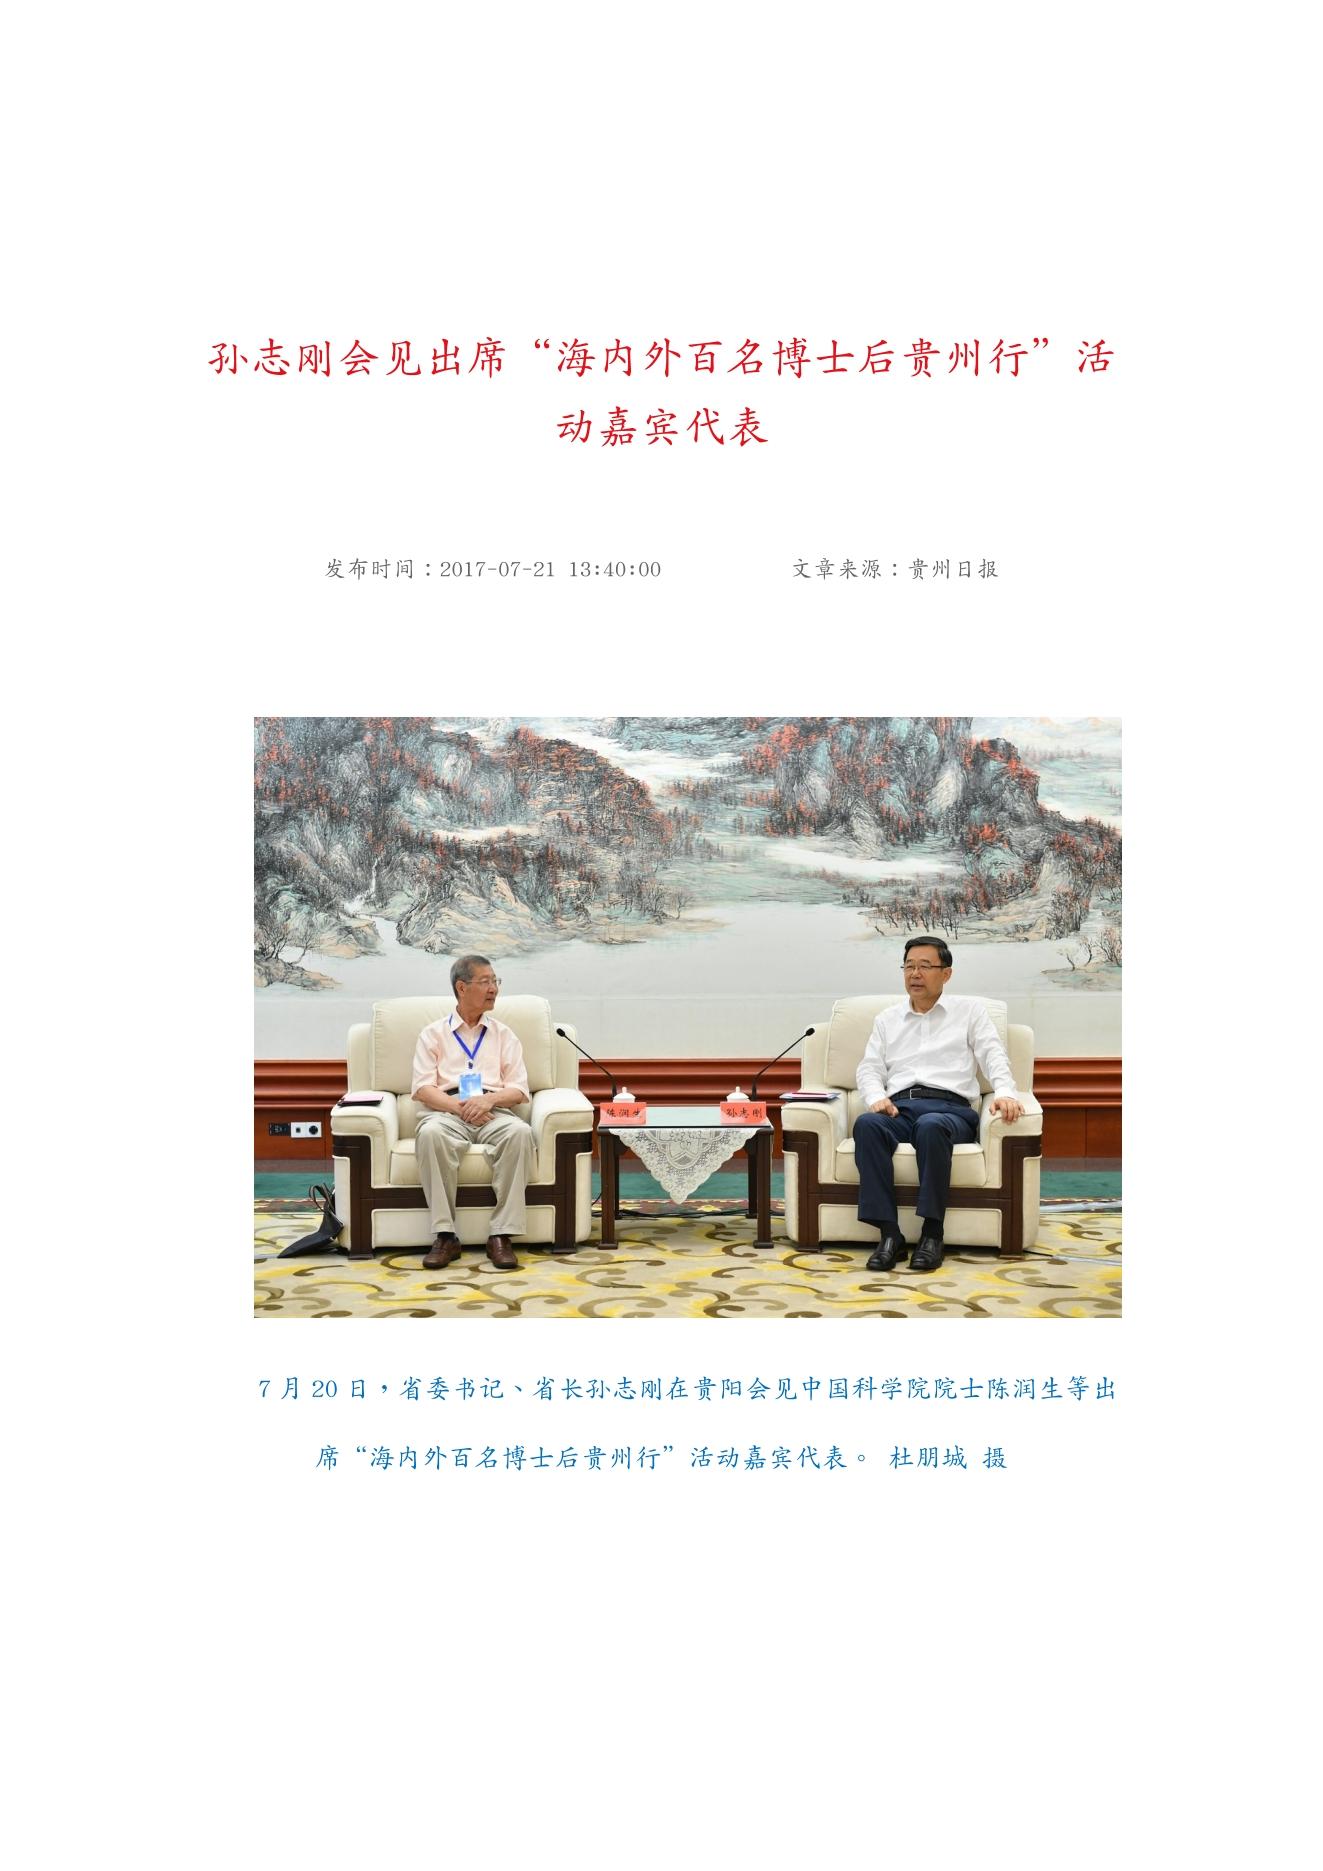 孙志刚会见出席“海内外百名博士后贵州行”活
动嘉宾代表
发布时间：2017-07-21 13:40:00 文章来源：贵州日报
陈润生
孙志刚
7 月 20 日，省委书记、省长孙志刚在贵阳会见中国科学院院士陈润生等出
席“海内外百名博士后贵州行”活动嘉宾代表。 杜朋城 摄